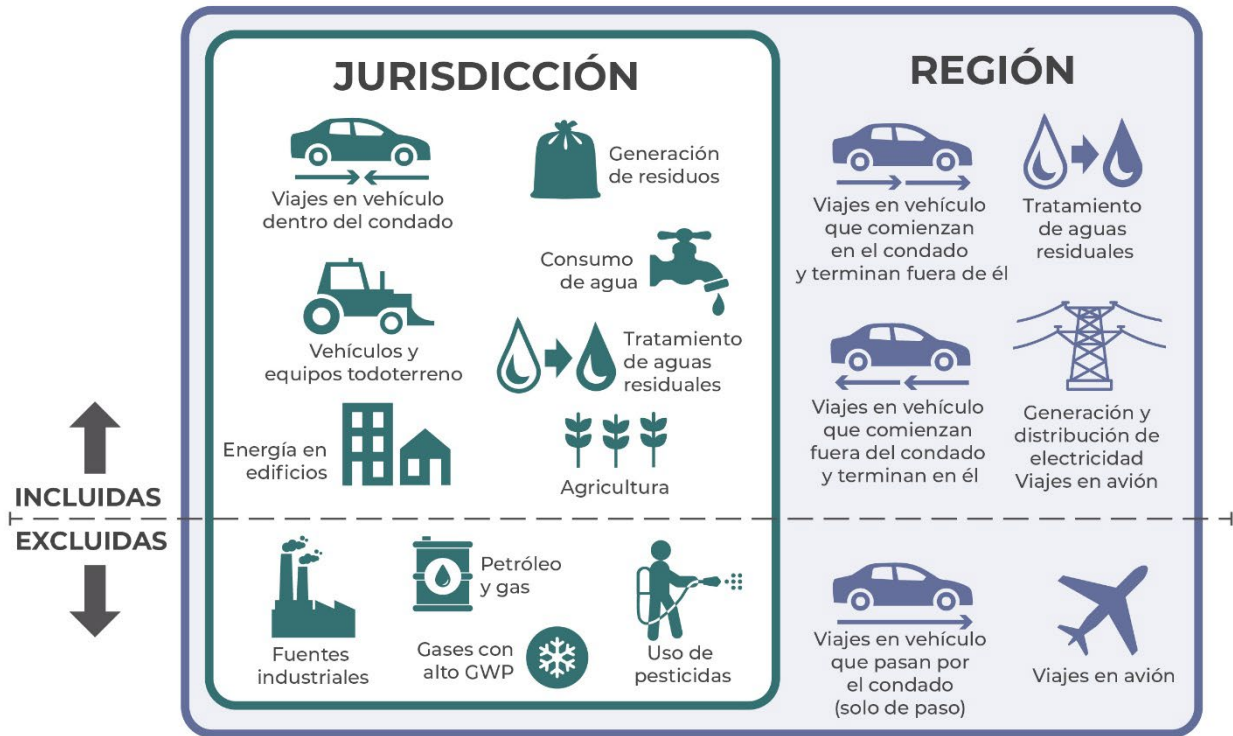 JURISDICCIÓN
Viajes en vehículo
dentro del condado
Generación
de residuos
Consumo
de agua
Vehículos y
equipos todoterreno
Tratamiento
de aguas
residuales
Energía en
edificios
Agricultura
REGIÓN
Viajes en vehículo
que comienzan
en el condado
y terminan fuera de él
Tratamiento
de aguas
residuales
Viajes en vehículo
que comienzan
fuera del condado
y terminan en él
Generación y
distribución de
electricidad
Viajes en avión
INCLUIDAS
EXCLUIDAS
Fuentes
industriales
Petróleo
y gas
Gases con
alto GWP
Uso de
pesticidas
Viajes en vehículo
que pasan por
el condado
(solo de paso)
Viajes en avión